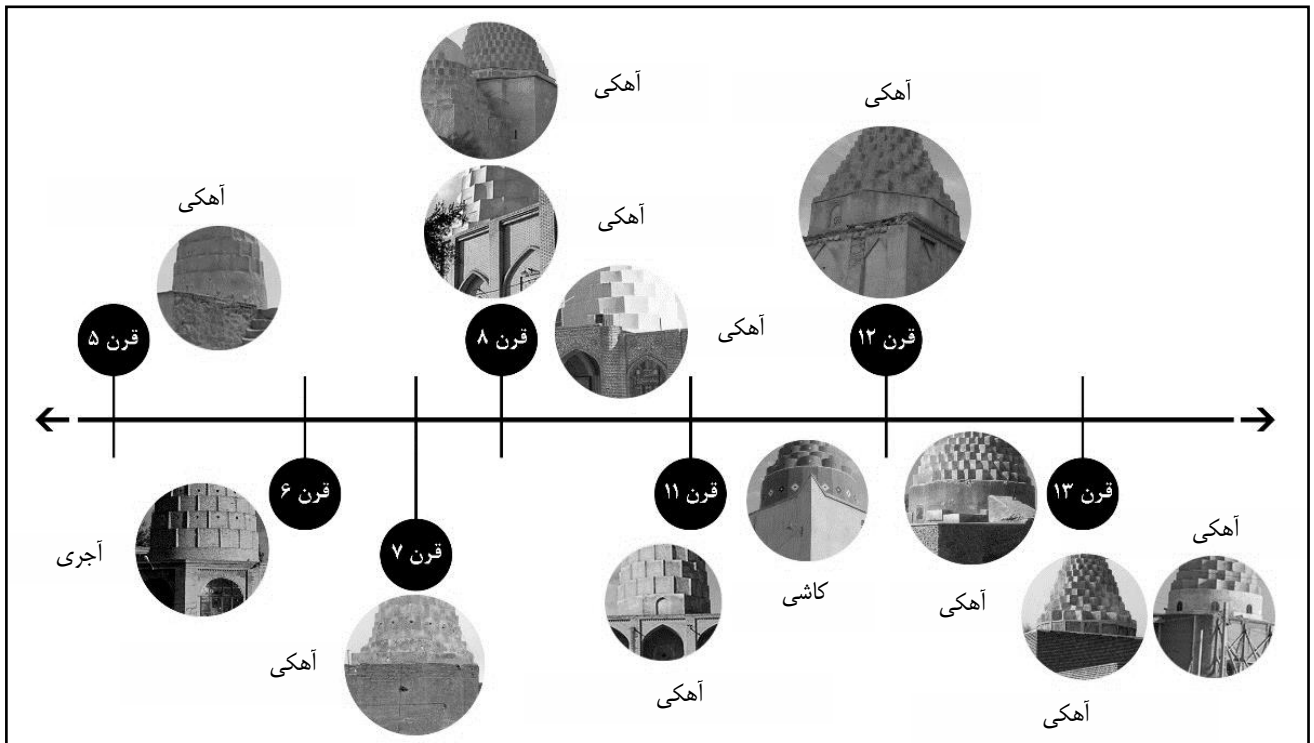 آهکی
آهکی
آهکی
آهکی
آهکی
قرن ۵
قرن ۸
قرن ۱۲
قرن ۶
قرن ۷
قرن ۱۱
قرن ۱۳
آجری
آهکی
آهکی
کاشی
آهکی
آهکی
آهکی